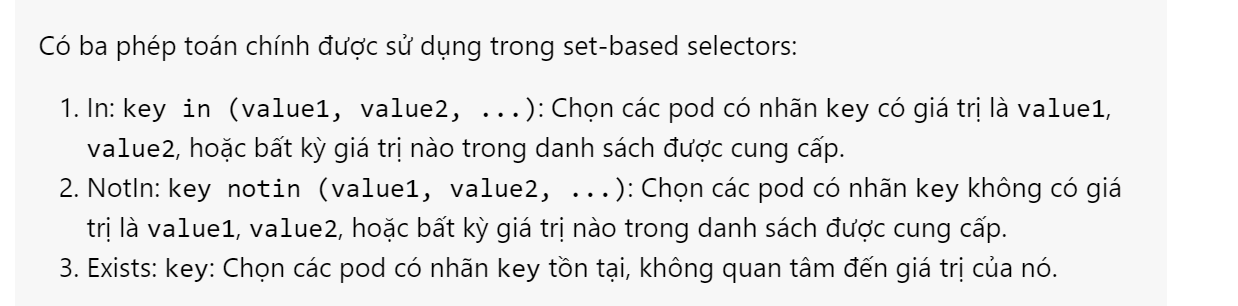 Có ba phép toán chính được sử dụng trong set-based selectors:
1. In: key in (value1, value2, ...): Chọn các pod có nhãn key có giá trị là value1,
value2, hoặc bất kỳ giá trị nào trong danh sách được cung cấp.
2. NotIn: key notin (value1, value2, ...): Chọn các pod có nhãn key không có giá
trị là value1, value2, hoặc bất kỳ giá trị nào trong danh sách được cung cấp.
3. Exists: key: Chọn các pod có nhãn key tồn tại, không quan tâm đến giá trị của nó.